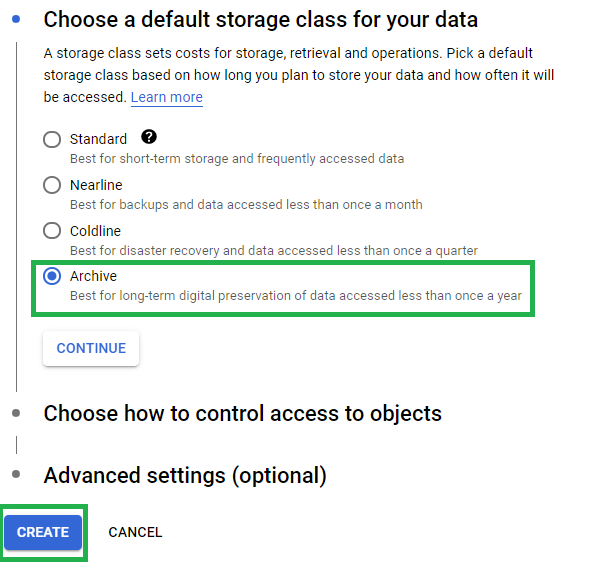 Choose a default storage class for your data
A storage class sets costs for storage, retrieval and operations. Pick a default
storage class based on how long you plan to store your data and how often it will
be accessed. Learn more
Standard ?
Best for short-term storage and frequently accessed data
Nearline
Best for backups and data accessed less than once a month
Coldline
Best for disaster recovery and data accessed less than once a quarter
Archive
Best for long-term digital preservation of data accessed less than once a year
CONTINUE
Choose how to control access to objects
Advanced settings (optional)
CREATE CANCEL